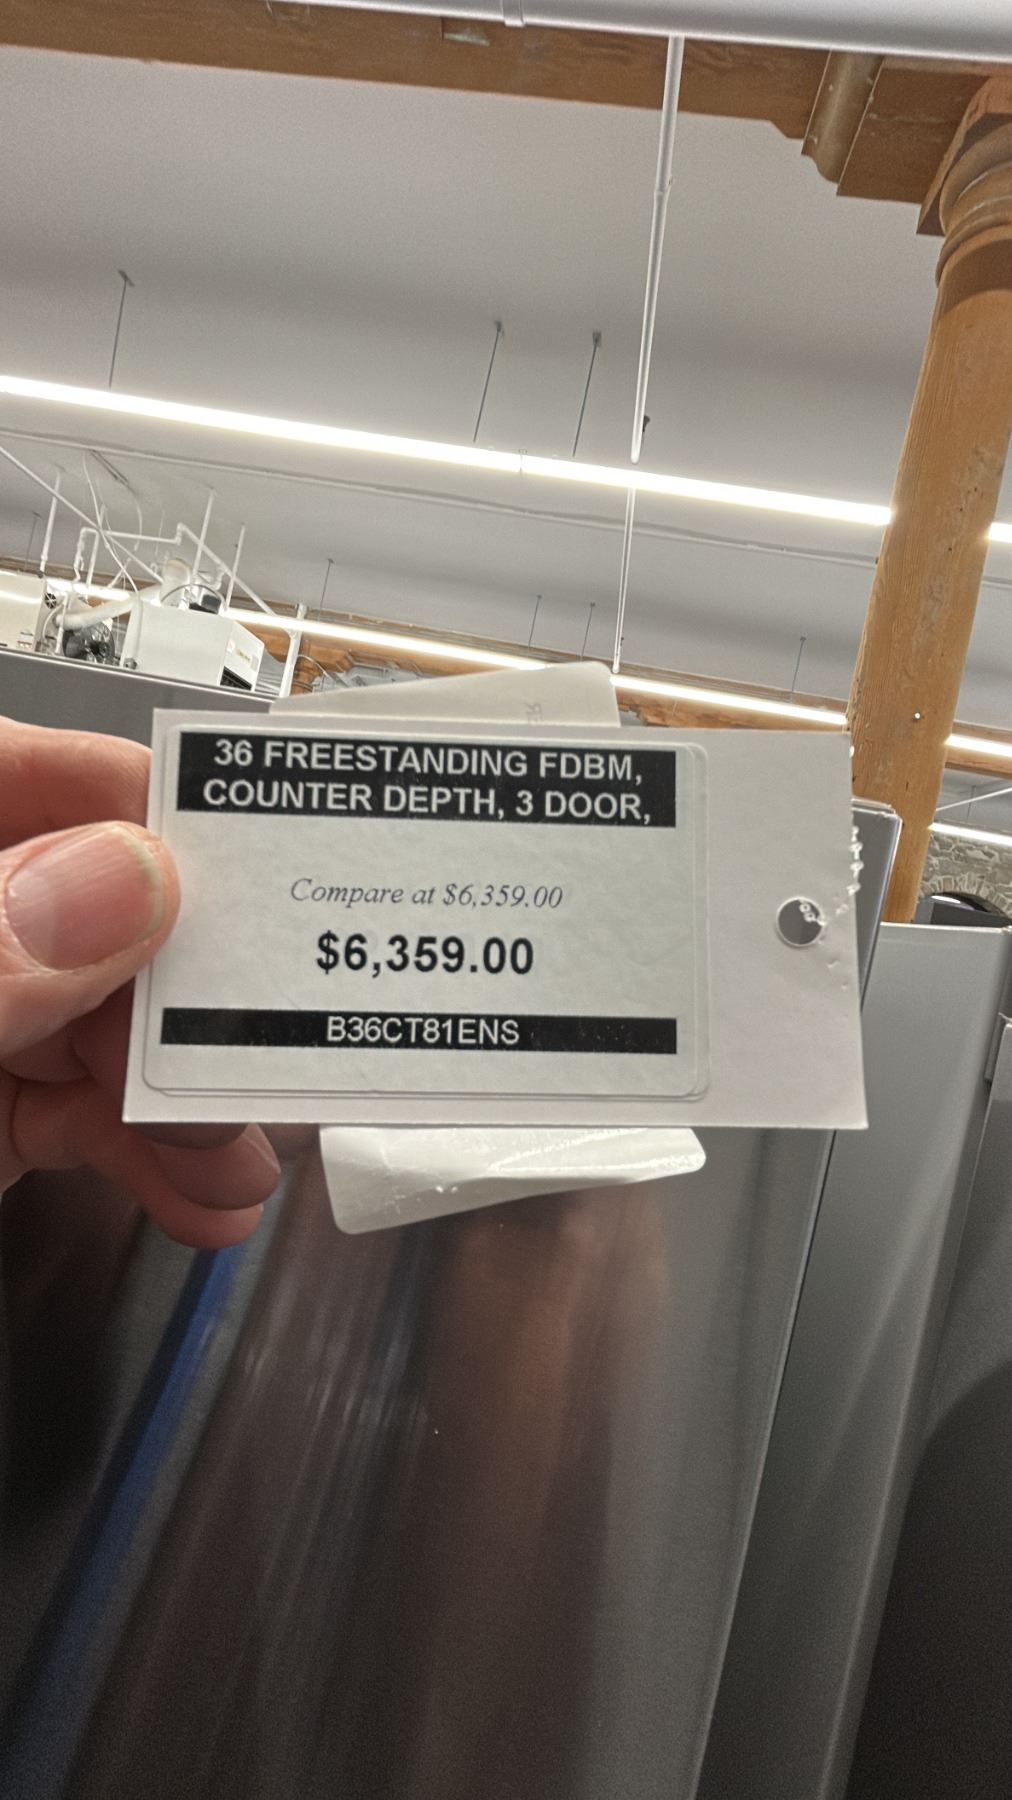 36 FREESTANDING FDBM,
COUNTER DEPTH, 3 DOOR,
Compare at $6,359.00
$6,359.00
B36CT81ENS